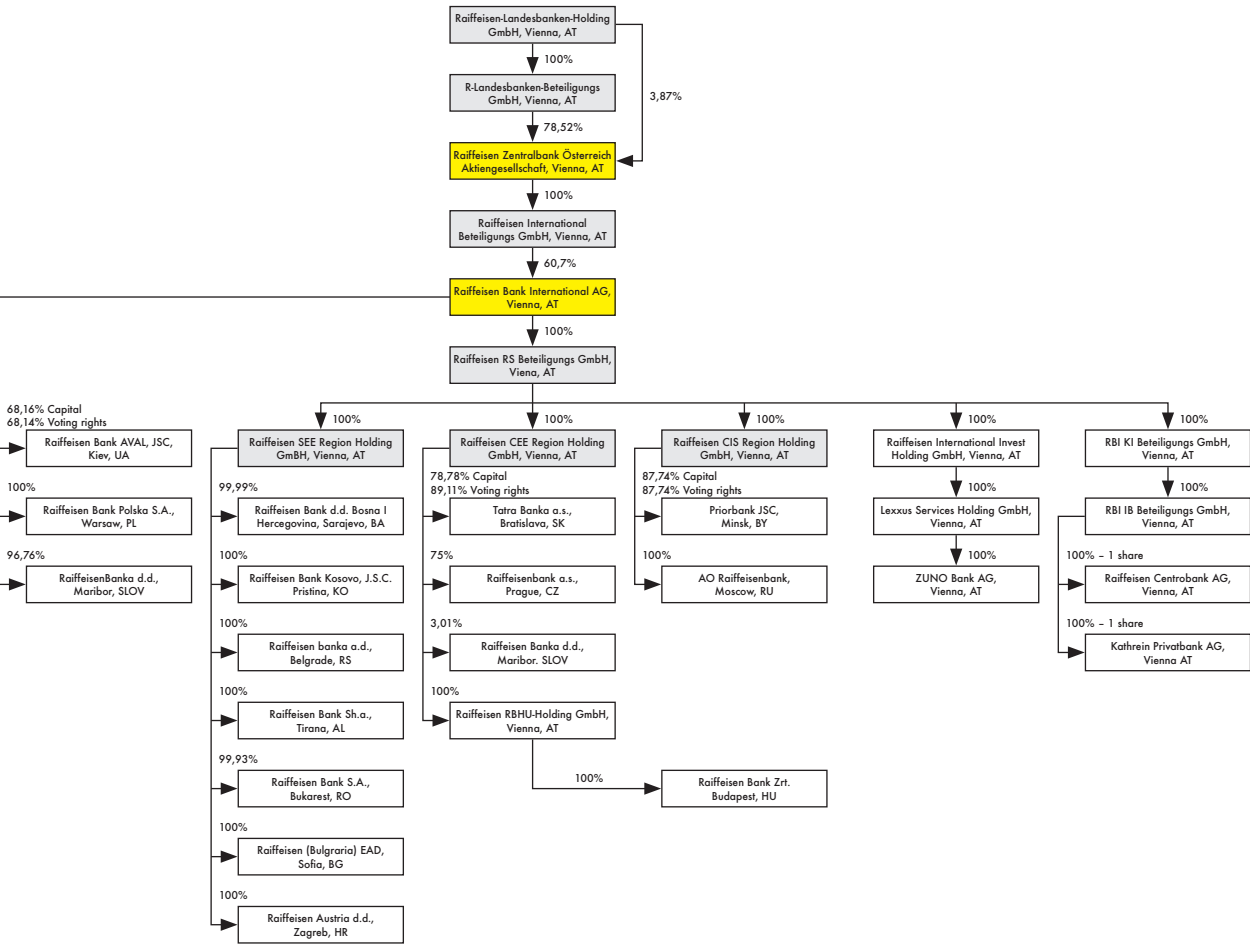 Raiffeisen-Landesbanken-Holding
GmbH, Vienna, AT
100%
R-Landesbanken-Beteiligungs
GmbH, Vienna, AT
3,87%
78,52%
Raiffeisen Zentralbank Österreich
Aktiengesellschaft, Vienna, AT
100%
Raiffeisen International
Beteiligungs GmbH, Vienna, AT
60,7%
Raiffeisen Bank International AG,
Vienna, AT
100%
Raiffeisen RS Beteiligungs GmbH,
Viena, AT
68,16% Capital
68,14% Voting rights
Raiffeisen Bank AVAL, JSC,
Kiev, UA
100%
Raiffeisen Bank Polska S.A.,
Warsaw, PL
96,76%
RaiffeisenBanka d.d.,
Maribor, SLOV
100%
Raiffeisen SEE Region Holding
GmBH, Vienna, AT
99,99%
Raiffeisen Bank d.d. Bosna I
Hercegovina, Sarajevo, BA
100%
Raiffeisen Bank Kosovo, J.S.C.
Pristina, KO
100%
Raiffeisen banka a.d.,
Belgrade, RS
100%
Raiffeisen Bank Sh.a.,
Tirana, AL
99,93%
Raiffeisen Bank S.A.,
Bukarest, RO
100%
Raiffeisen (Bulgraria) EAD,
Sofia, BG
100%
Raiffeisen Austria d.d.,
Zagreb, HR
100%
Raiffeisen CEE Region Holding
GmbH, Vienna, AT
78,78% Capital
89,11% Voting rights
Tatra Banka a.s.,
Bratislava, SK
75%
Raiffeisenbank a.s.,
Prague, CZ
3,01%
Raiffeisen Banka d.d.,
Maribor. SLOV
100%
Raiffeisen RBHU-Holding GmbH,
Vienna, AT
100%
Raiffeisen Bank Zrt.
Budapest, HU
100%
Raiffeisen CIS Region Holding
GmbH, Vienna, AT
87,74% Capital
87,74% Voting rights
Priorbank JSC,
Minsk, BY
100%
AO Raiffeisenbank,
Moscow, RU
100%
Raiffeisen International Invest
Holding GmbH, Vienna, AT
100%
Lexxus Services Holding GmbH,
Vienna, AT
100%
ZUNO Bank AG,
Vienna, AT
100%
RBI KI Beteiligungs GmbH,
Vienna, AT
100%
RBI IB Beteiligungs GmbH,
Vienna, AT
100% – 1 share
Raiffeisen Centrobank AG,
Vienna, AT
100% – 1 share
Kathrein Privatbank AG,
Vienna AT